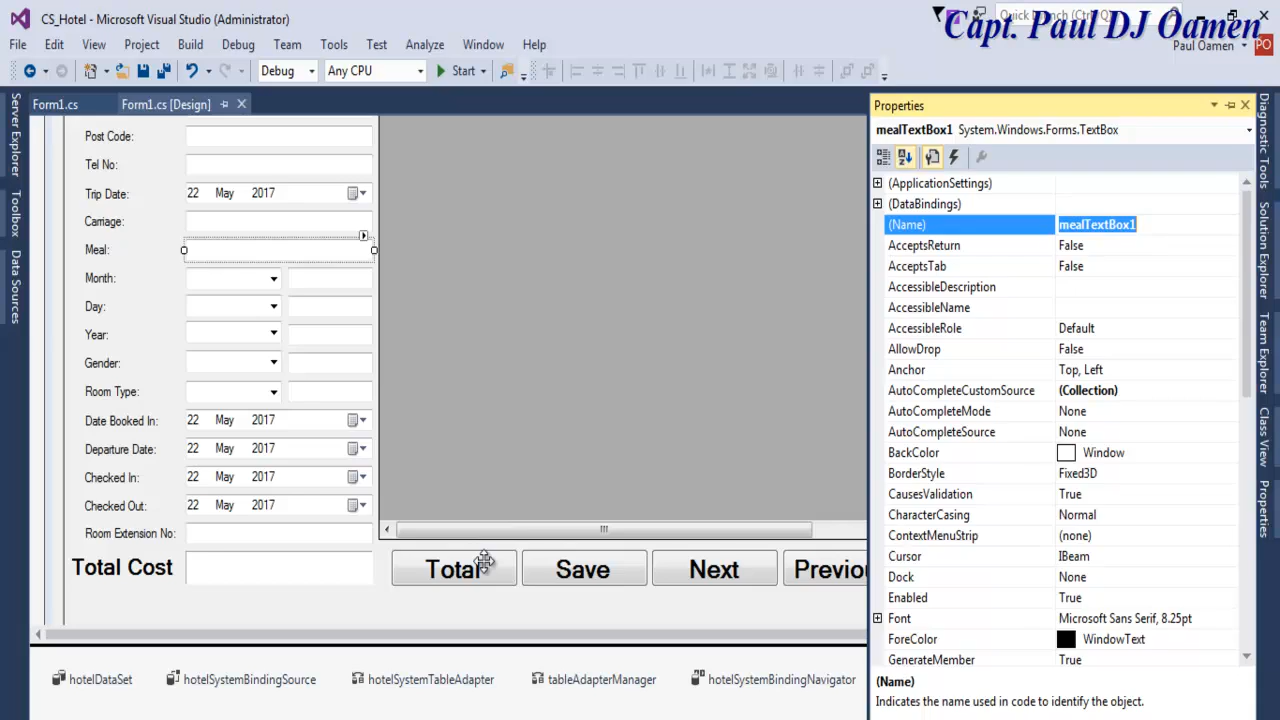 CS_Hotel - Microsoft Visual Studio (Administrator)
Quick Launch (Ctrl+Q)
Capt. Paul DJ Oamen
File Edit View Project Build Debug Team Tools Test Analyze Window Help
Paul Oamen PO
Debug Any CPU Start
Form1.cs Form1.cs [Design]
Server Explorer
Toolbox
Data Sources
Post Code:
Tel No:
Trip Date: 22 May 2017
Carriage:
Meal:
Month:
Day:
Year:
Gender:
Room Type:
Date Booked In: 22 May 2017
Departure Date: 22 May 2017
Checked In: 22 May 2017
Checked Out: 22 May 2017
Room Extension No:
Total Cost
Total Save Next Previou
hotelDataSet hotelSystemBindingSource hotelSystemTableAdapter tableAdapterManager hotelSystemBindingNavigator
Properties
mealTextBox1 System.Windows.Forms.TextBox
(ApplicationSettings)
(DataBindings)
(Name) mealTextBox1
AcceptsReturn False
AcceptsTab False
AccessibleDescription
AccessibleName
AccessibleRole Default
AllowDrop False
Anchor Top, Left
AutoCompleteCustomSource (Collection)
AutoCompleteMode None
AutoCompleteSource None
BackColor Window
BorderStyle Fixed3D
CausesValidation True
CharacterCasing Normal
ContextMenuStrip (none)
Cursor IBeam
Dock None
Enabled True
Font Microsoft Sans Serif, 8.25pt
ForeColor WindowText
GenerateMember True
(Name)
Indicates the name used in code to identify the object.
Diagnostic Tools
Solution Explorer
Team Explorer
Class View
Properties